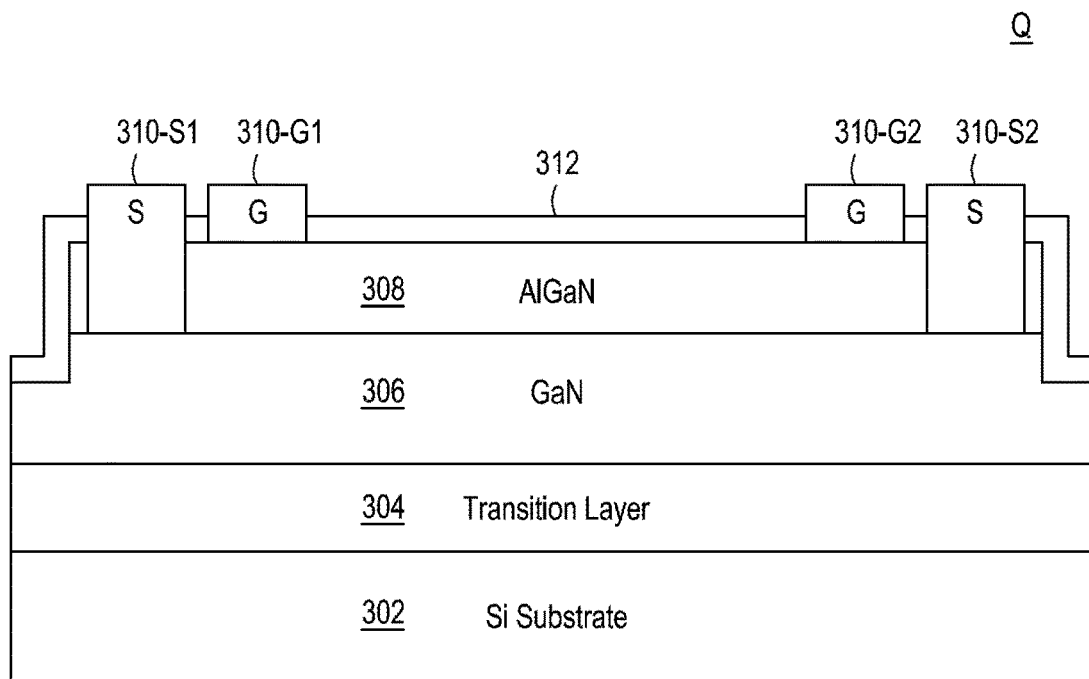 Q
310-S1 310-G1 312 310-G2 310-S2
S G G S
308 AlGaN
306 GaN
304 Transition Layer
302 Si Substrate